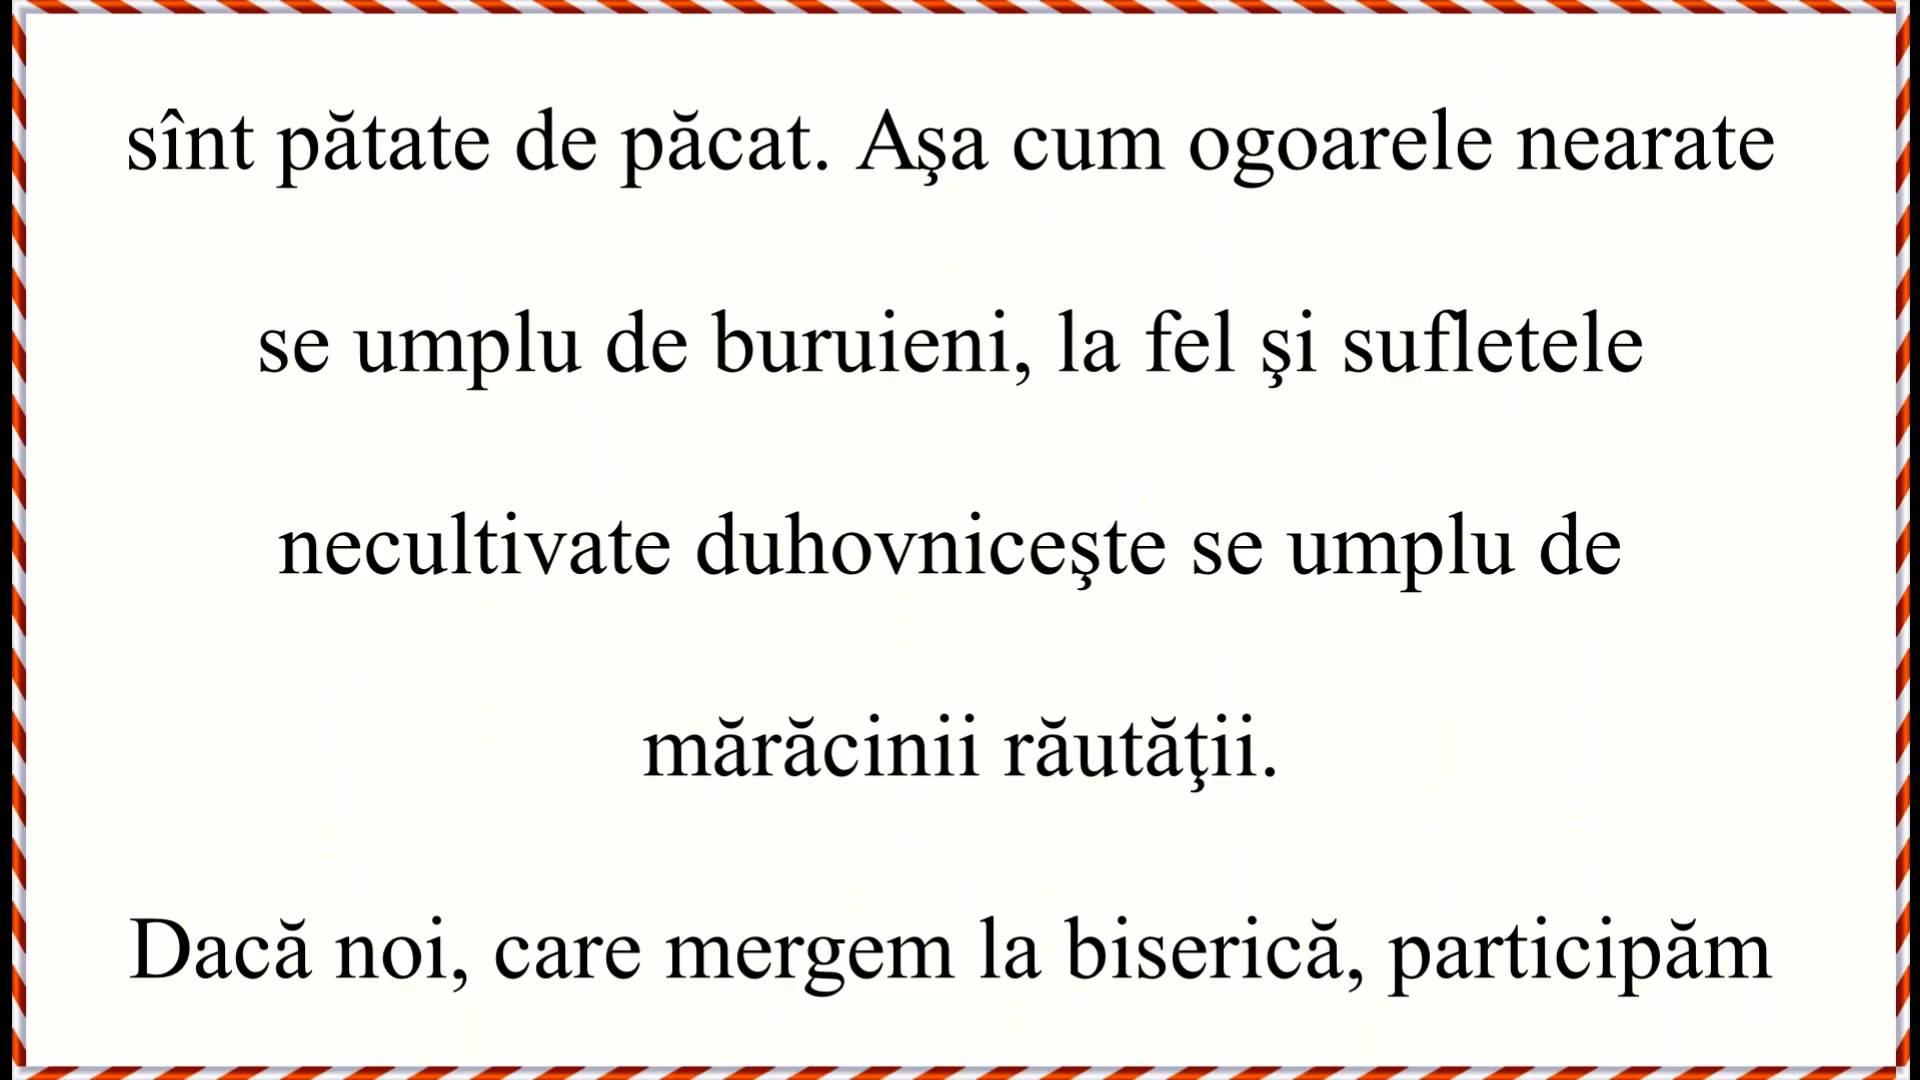 sînt pătate de păcat. Aşa cum ogoarele nearate
se umplu de buruieni, la fel şi sufletele
necultivate duhovniceşte se umplu de
mărăcinii răutăţii.
Dacă noi, care mergem la biserică, participăm